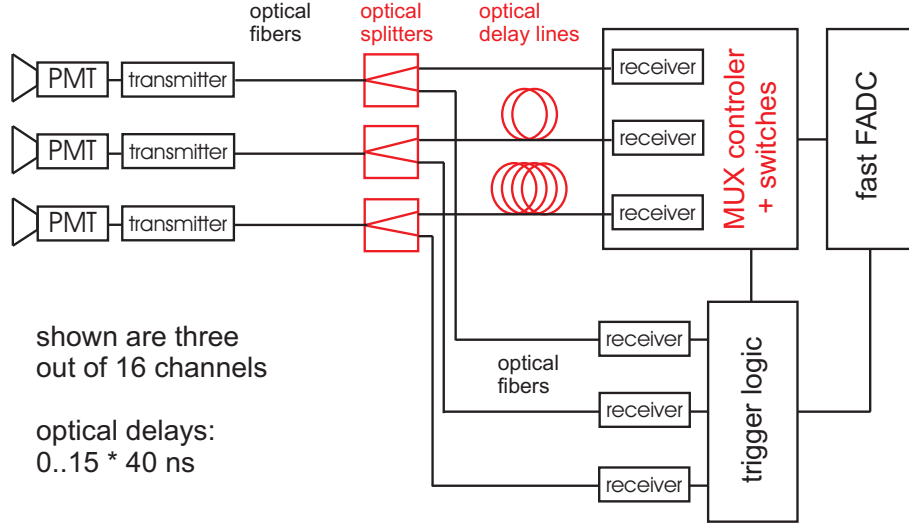 optical
fibers
optical
splitters
optical
delay lines
PMT
transmitter
receiver
PMT
transmitter
receiver
PMT
transmitter
receiver
MUX controler
+ switches
fast FADC
shown are three
out of 16 channels
optical delays:
0..15 * 40 ns
optical
fibers
receiver
receiver
receiver
trigger logic